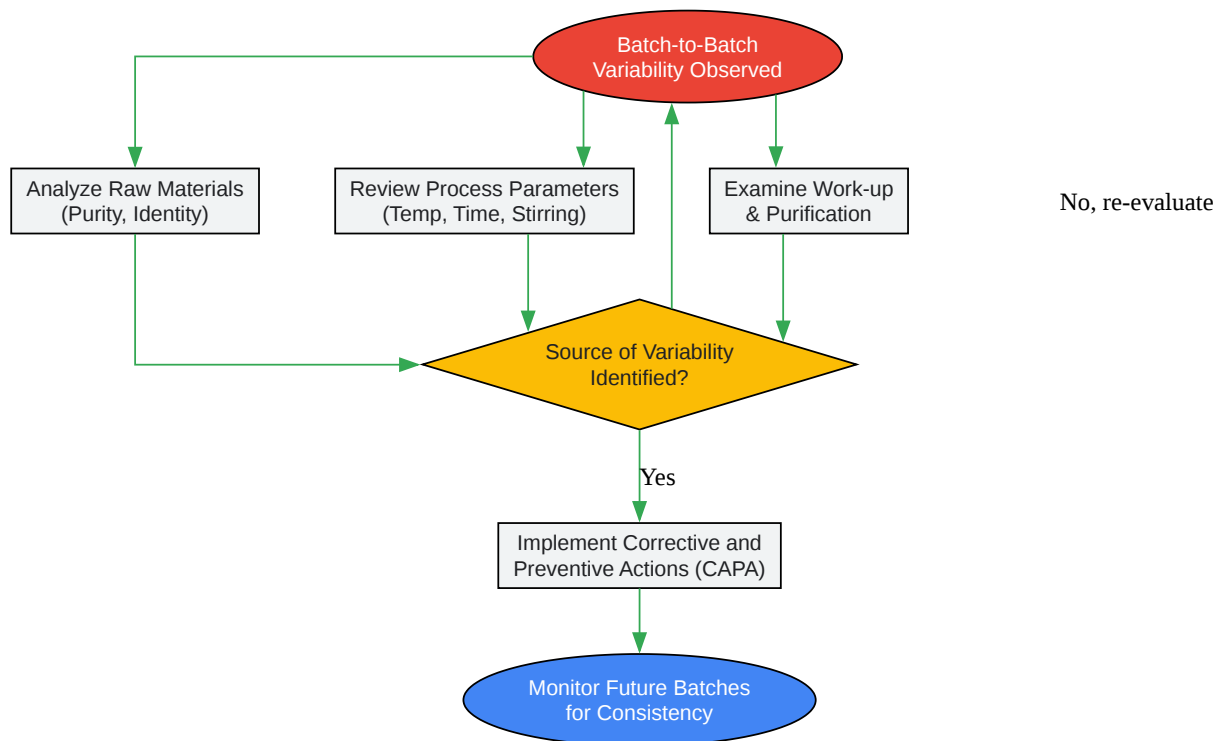 Batch-to-Batch
Variability Observed
Analyze Raw Materials
(Purity, Identity)
Review Process Parameters
(Temp, Time, Stirring)
Examine Work-up
& Purification
No, re-evaluate
Source of Variability
Identified?
Yes
Implement Corrective and
Preventive Actions (CAPA)
Monitor Future Batches
for Consistency